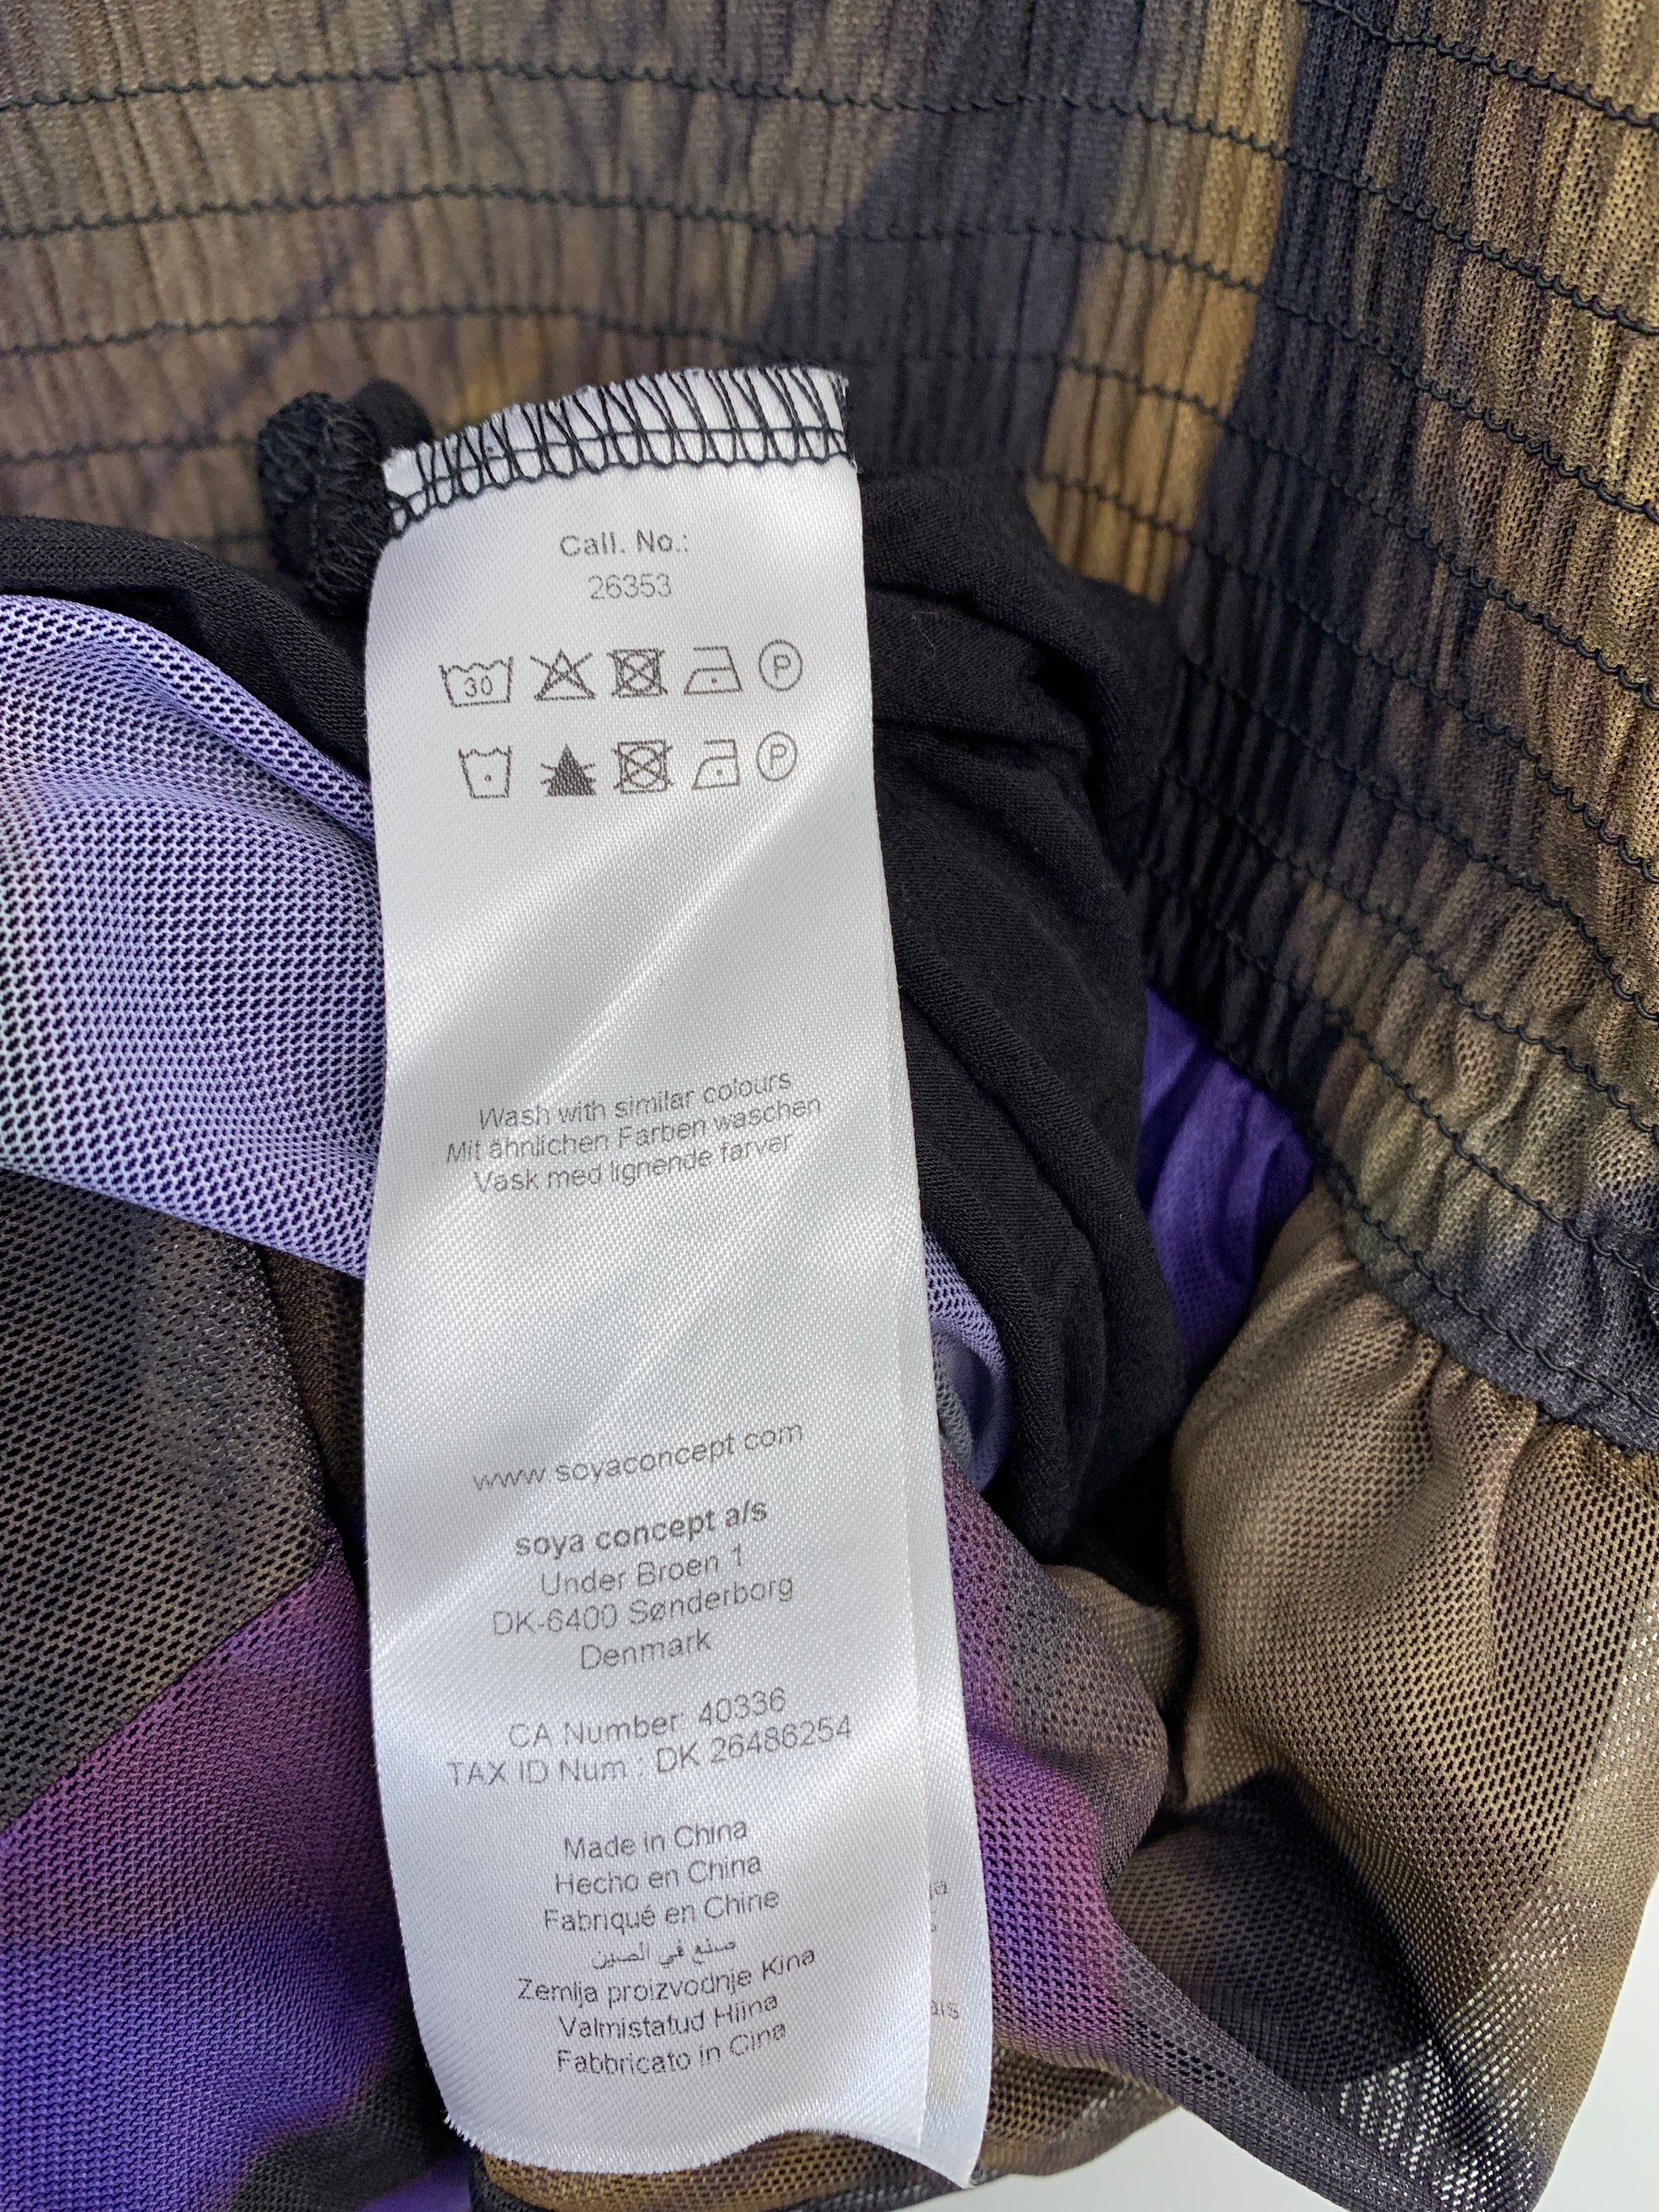 Call. No.:
26353
30
P
P
Wash with similar colours
Mit ähnlichen Farben waschen
Vask med lignende farver
www.soyaconcept.com
soya concept a/s
Under Broen 1
DK-6400 Sønderborg
Denmark
CA Number: 40336
TAX ID Num.: DK 26486254
Made in China
Hecho en China
Fabriqué en Chine
صنع في الصين
Zemlja proizvodnje Kina
Valmistatud Hiina
Fabbricato in Cina